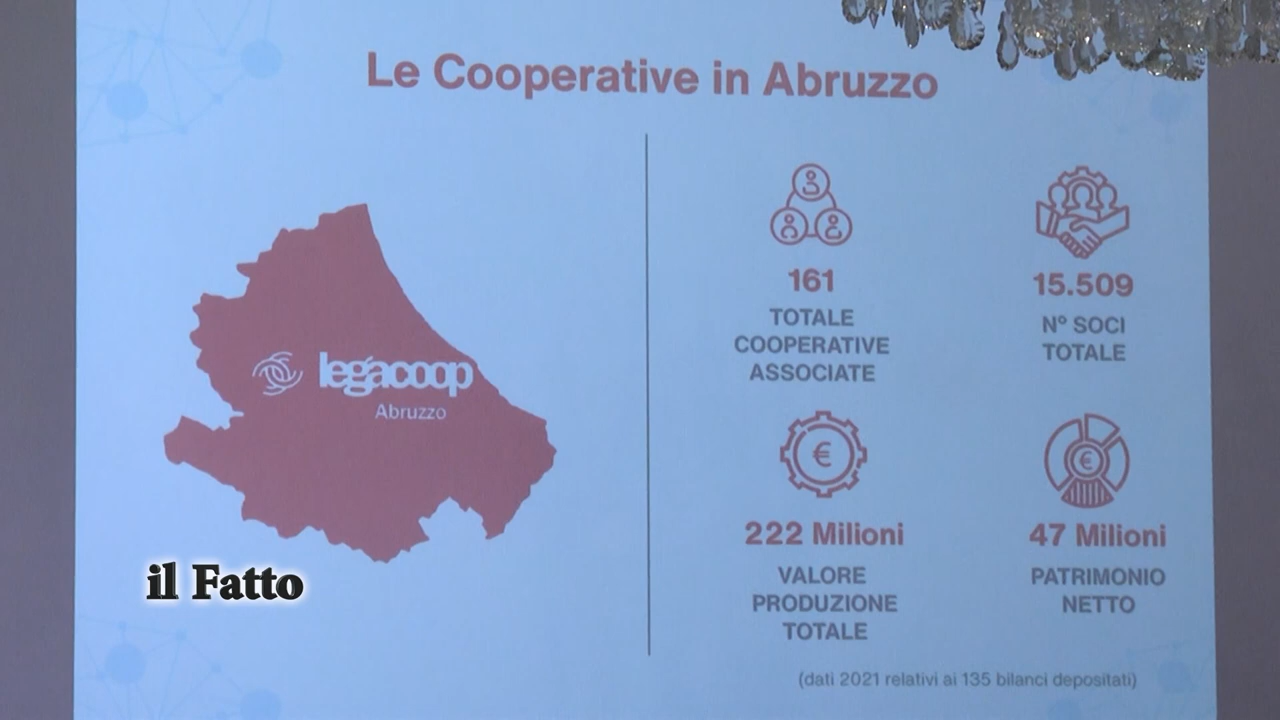 Le Cooperative in Abruzzo
legacoop
Abruzzo
161
TOTALE
COOPERATIVE
ASSOCIATE
15.509
N° SOCI
TOTALE
€
222 Milioni
VALORE
PRODUZIONE
TOTALE
€
47 Milioni
PATRIMONIO
NETTO
(dati 2021 relativi ai 135 bilanci depositati)
il Fatto